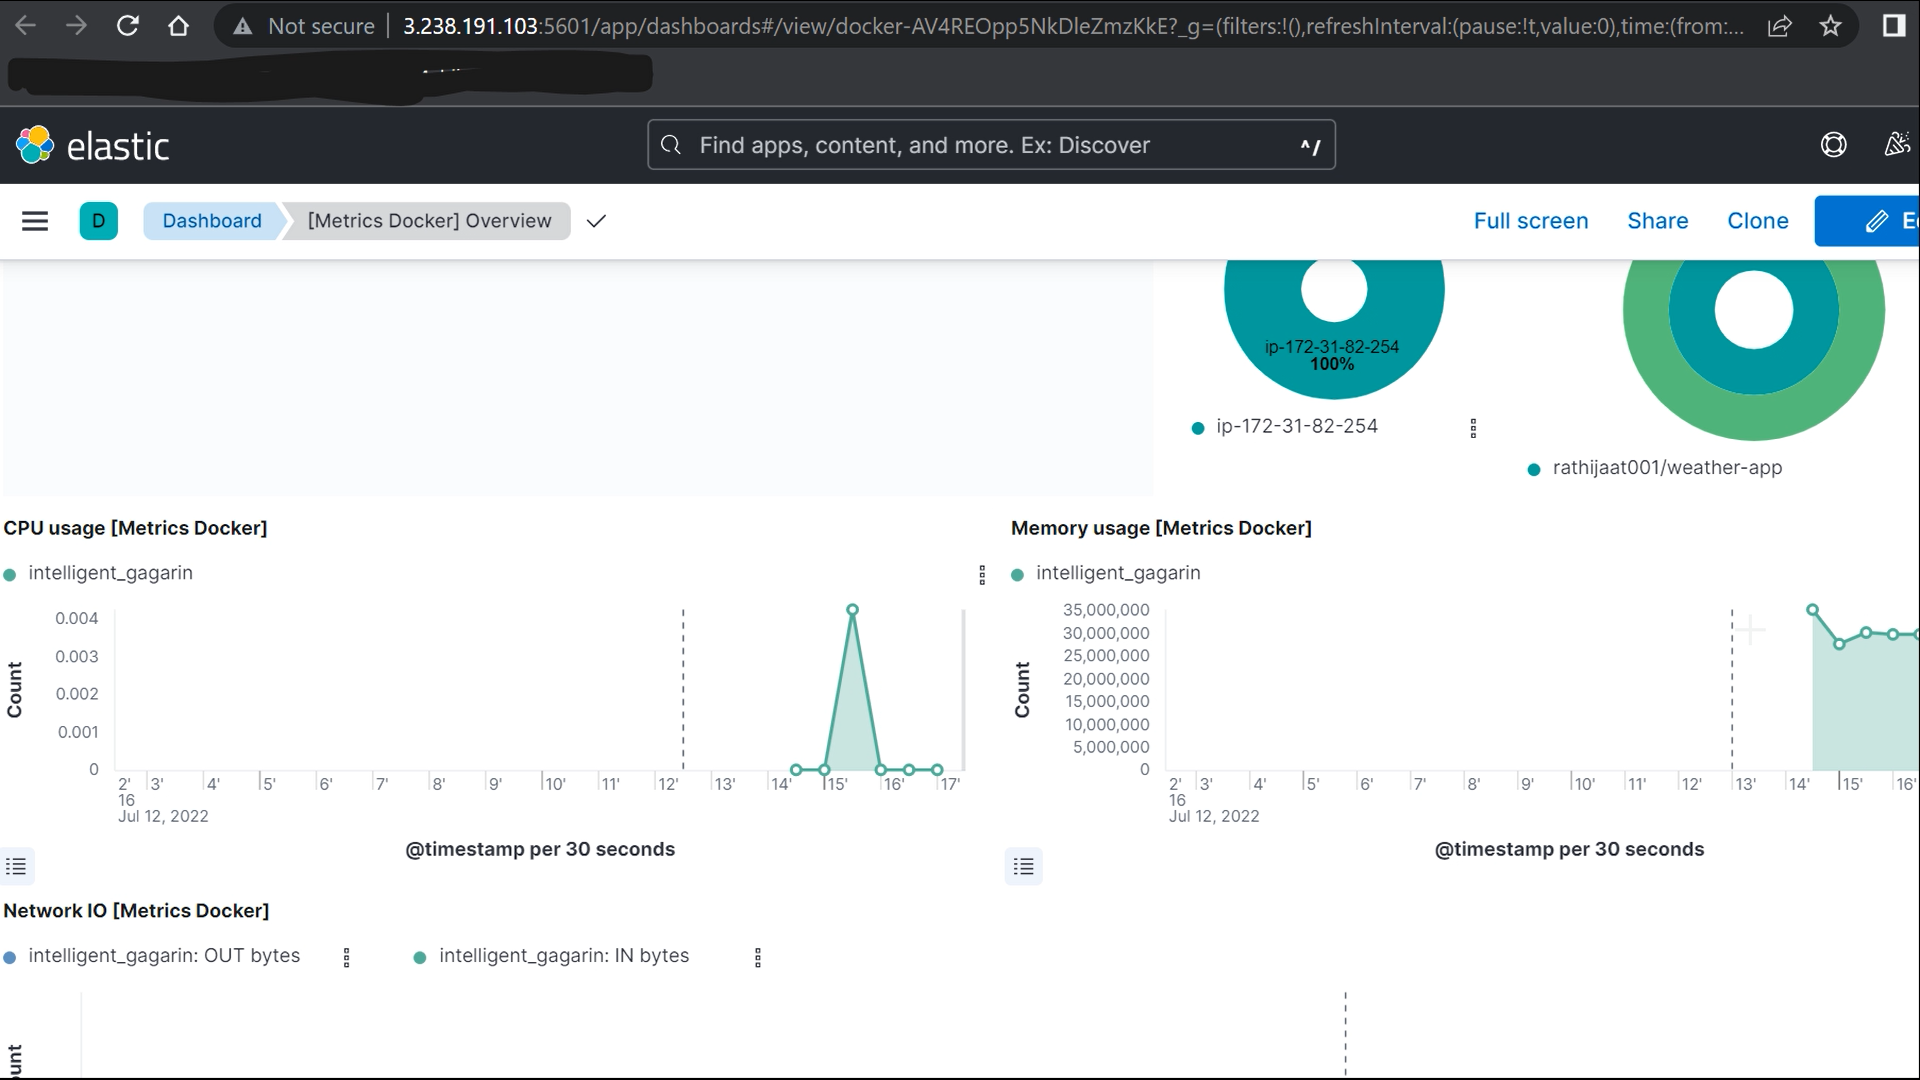 Not secure 3.238.191.103:5601/app/dashboards#/view/docker-AV4REOpp5NkDleZmzKkE?_g=(filters:!(),refreshInterval:(pause:!t,value:0),time:(from:...
elastic
Find apps, content, and more. Ex: Discover
^/
D
Dashboard
[Metrics Docker] Overview
Full screen
Share
Clone
ip-172-31-82-254
100%
ip-172-31-82-254
rathijaat001/weather-app
CPU usage [Metrics Docker]
intelligent_gagarin
Count
0.004
0.003
0.002
0.001
0
2' 3' 4' 5' 6' 7' 8' 9' 10' 11' 12' 13' 14' 15' 16' 17'
16
Jul 12, 2022
@timestamp per 30 seconds
Memory usage [Metrics Docker]
intelligent_gagarin
Count
35,000,000
30,000,000
25,000,000
20,000,000
15,000,000
10,000,000
5,000,000
0
2' 3' 4' 5' 6' 7' 8' 9' 10' 11' 12' 13' 14' 15' 16'
16
Jul 12, 2022
@timestamp per 30 seconds
Network IO [Metrics Docker]
intelligent_gagarin: OUT bytes
intelligent_gagarin: IN bytes